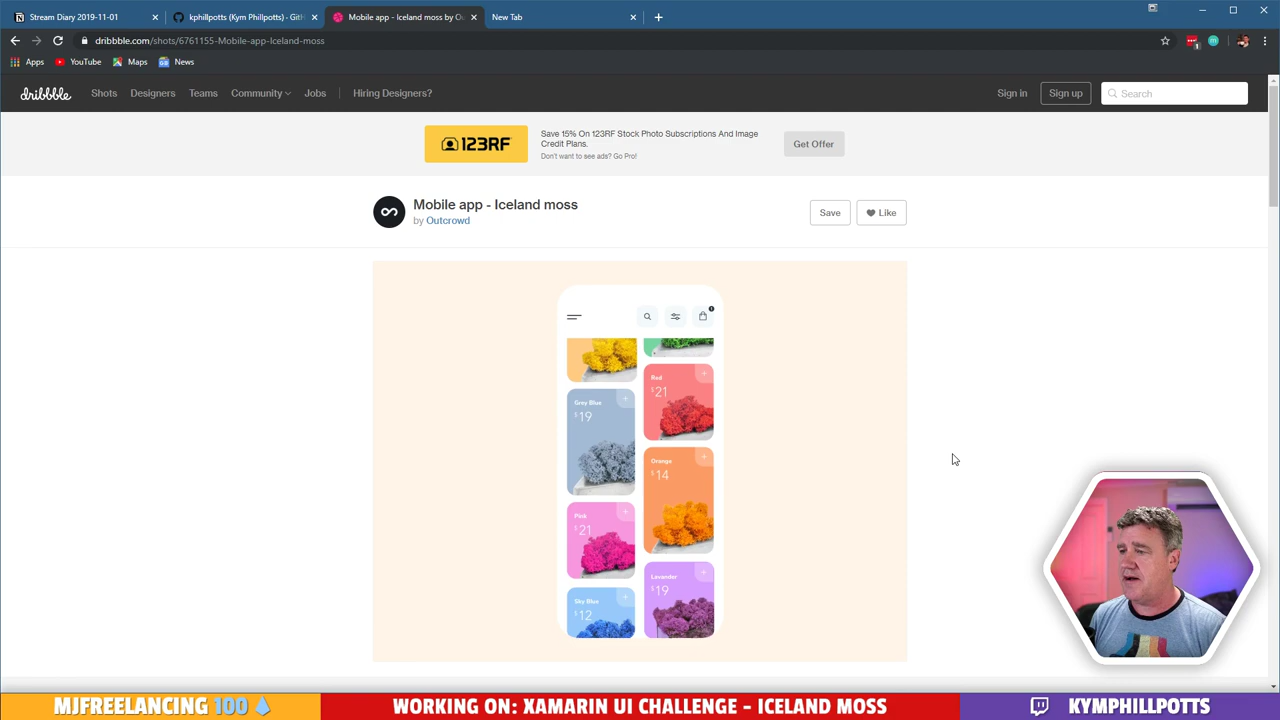 Stream Diary 2019-11-01
kphillpotts (Kym Phillpotts) · GitH
Mobile app - Iceland moss by Ou
New Tab
dribbble.com/shots/6761155-Mobile-app-Iceland-moss
Apps
YouTube
Maps
News
dribbble
Shots
Designers
Teams
Community
Jobs
Hiring Designers?
Sign in
Sign up
Search
123RF
Save 15% On 123RF Stock Photo Subscriptions And Image
Credit Plans.
Don't want to see ads? Go Pro!
Get Offer
Mobile app - Iceland moss
by Outcrowd
Save
Like
1
Red
$21
Grey Blue
$19
Orange
$14
Pink
$21
Lavander
$19
Sky Blue
$12
MJFREELANCING 100
WORKING ON: XAMARIN UI CHALLENGE - ICELAND MOSS
KYMPHILLPOTTS